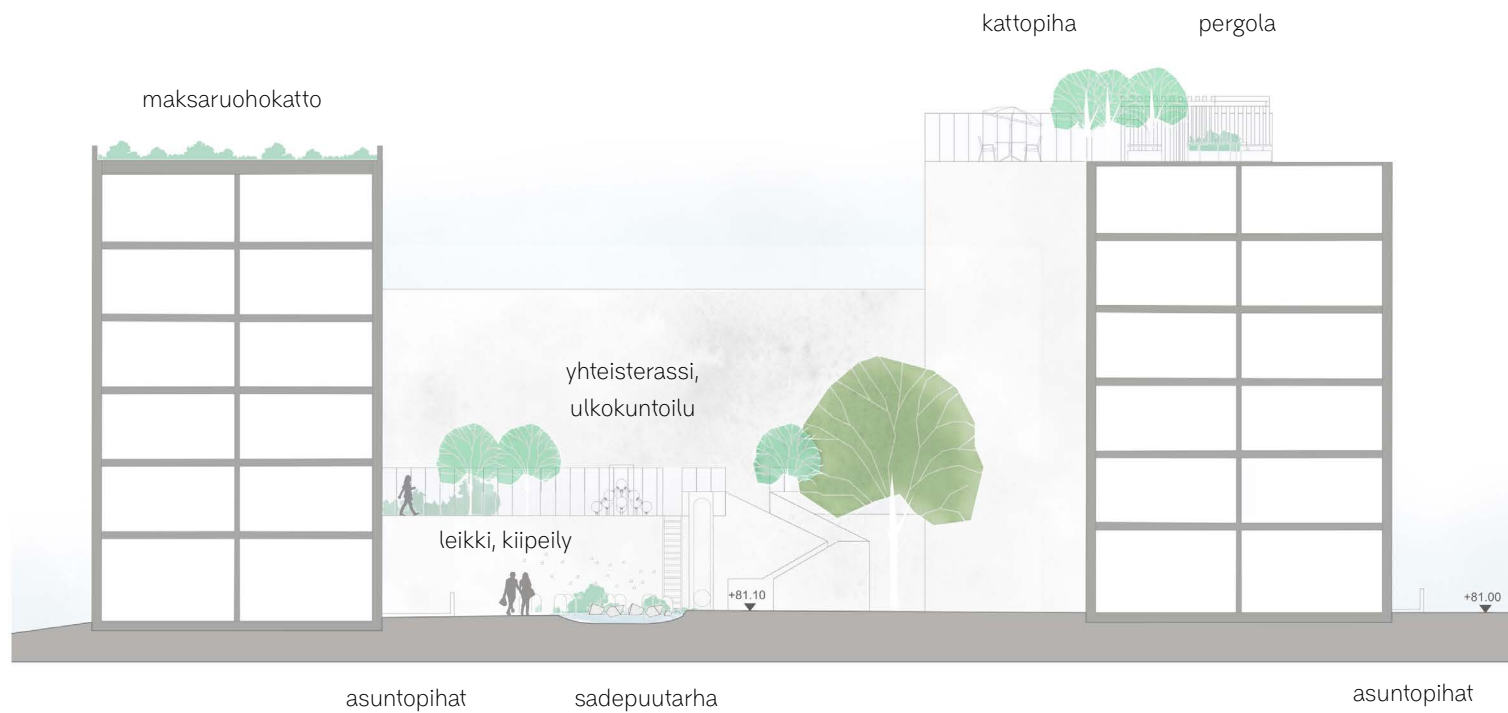 kattopiha
pergola
maksaruohokatto
yhteisterassi,
ulkokuntoilu
leikki, kiipeily
+81.10
+81.00
asuntopihat
sadepuutarha
asuntopihat